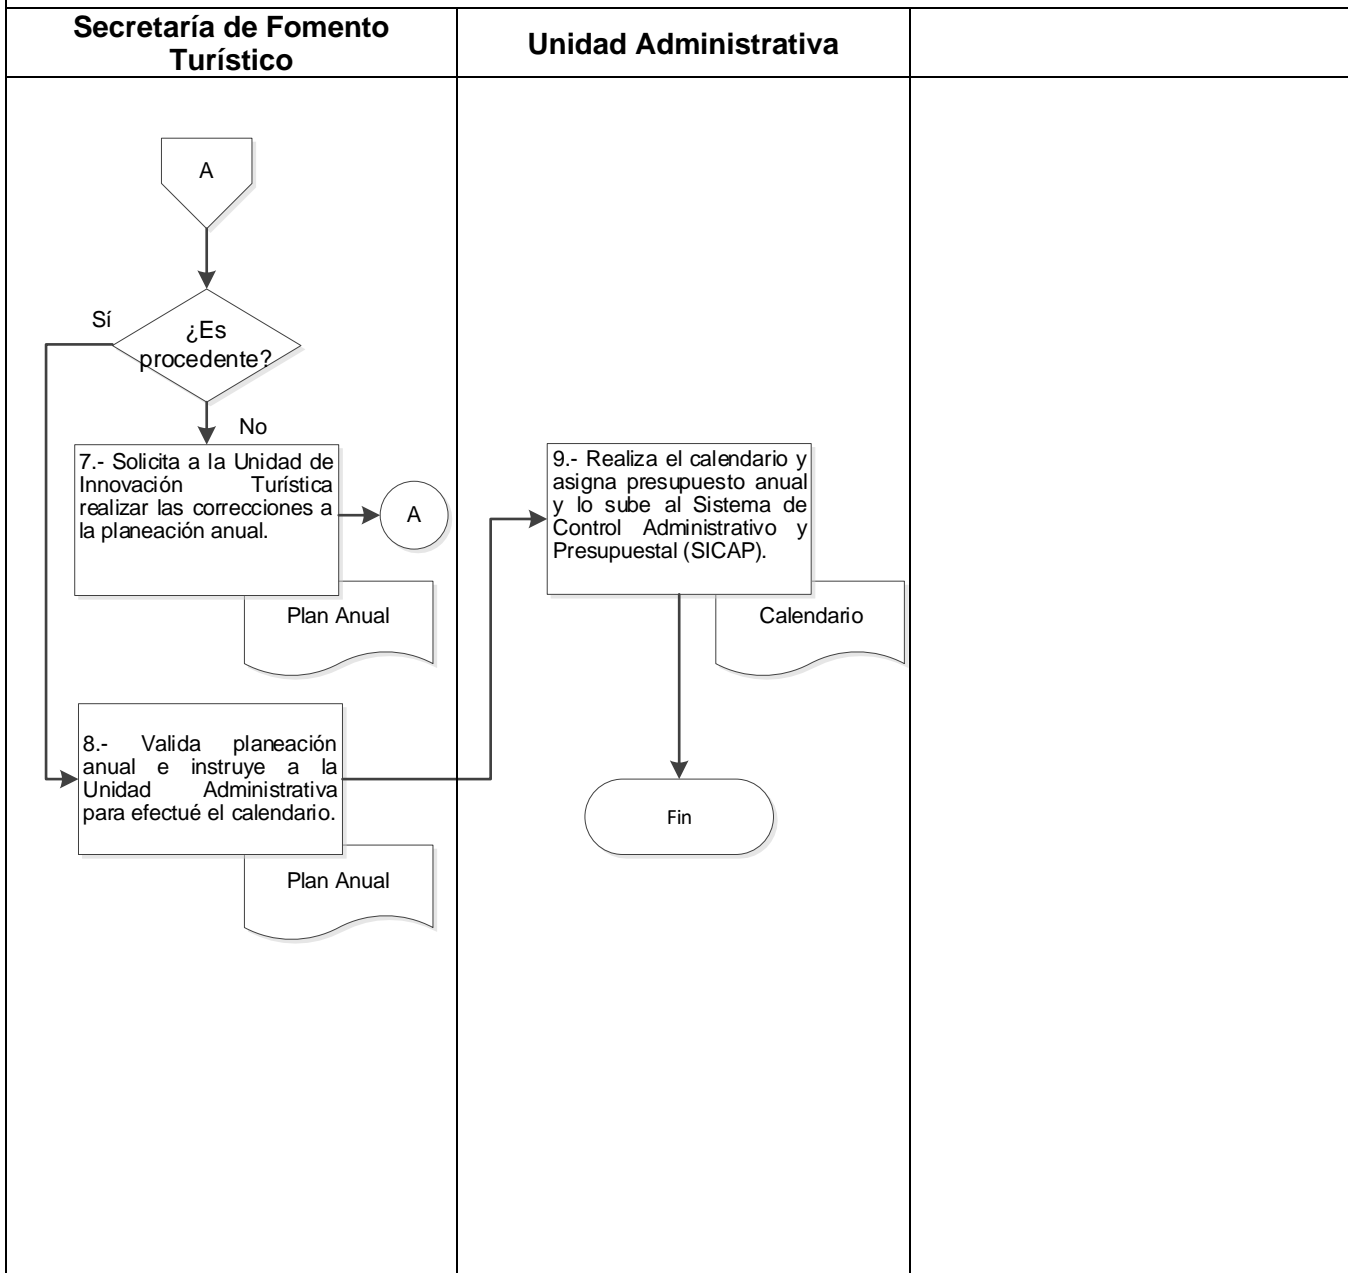 Secretaría de Fomento
Turístico
Unidad Administrativa
A
Sí
¿Es
procedente?
No
7.- Solicita a la Unidad de
Innovación Turística
realizar las correcciones a
la planeación anual.
A
Plan Anual
8.- Valida planeación
anual e instruye a la
Unidad Administrativa
para efectué el calendario.
Plan Anual
9.- Realiza el calendario y
asigna presupuesto anual
y lo sube al Sistema de
Control Administrativo y
Presupuestal (SICAP).
Calendario
Fin